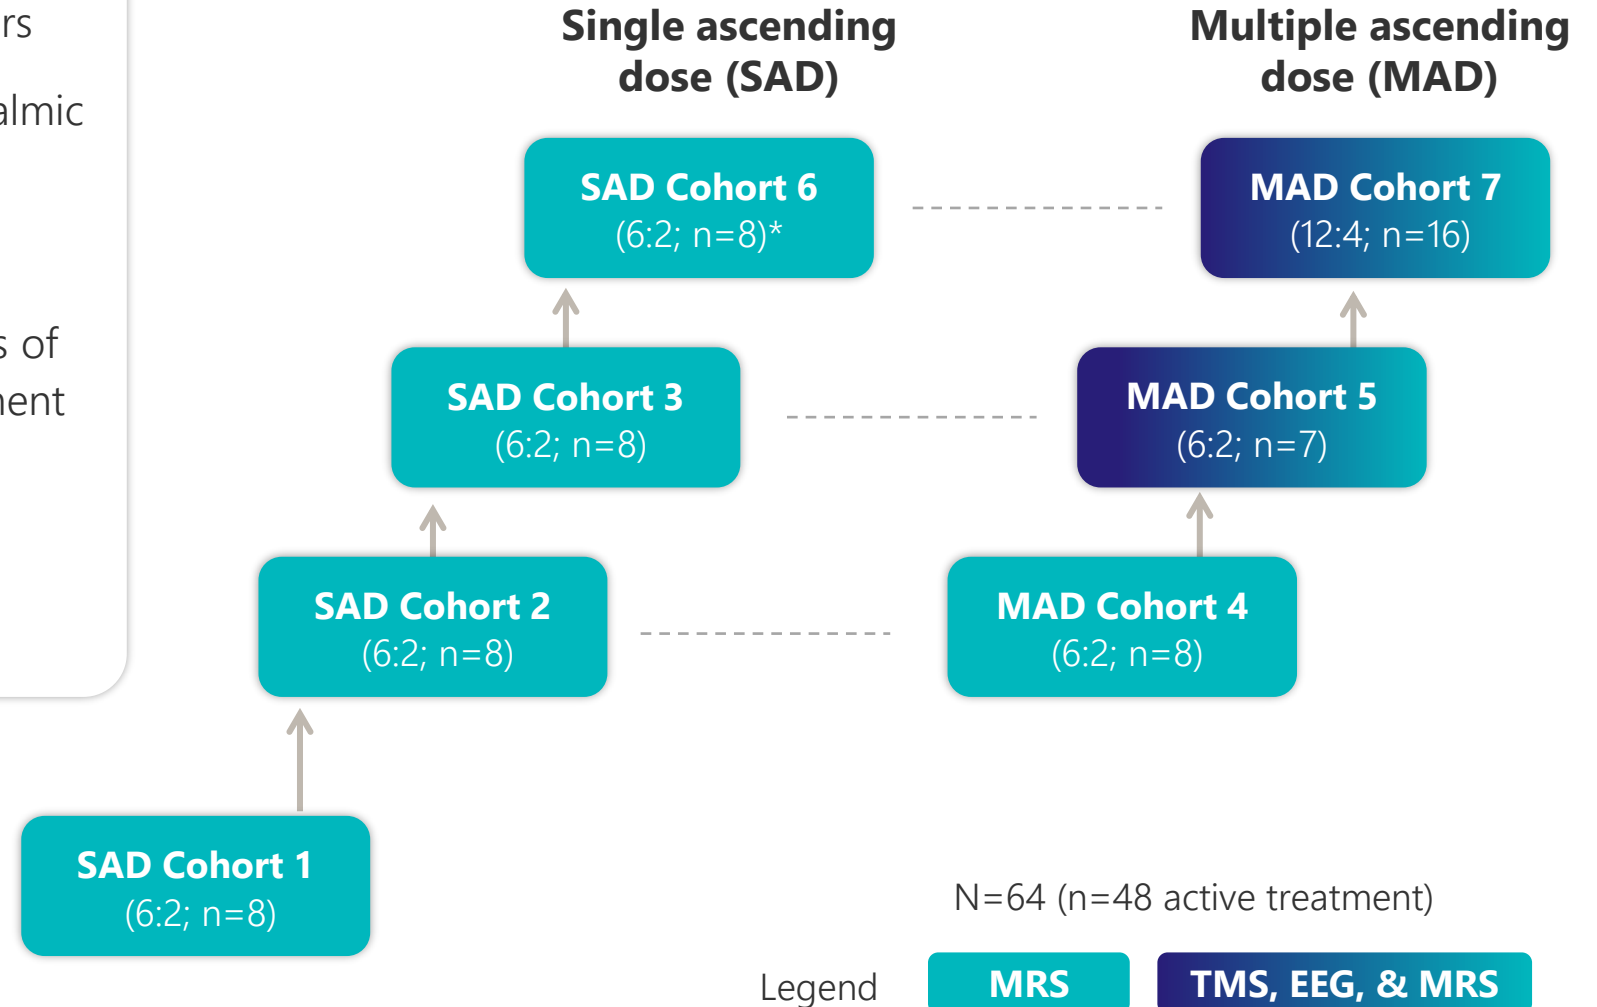 rs
almic
s of
nent
Single ascending
dose (SAD)
Multiple ascending
dose (MAD)
SAD Cohort 6
(6:2; n=8)*
MAD Cohort 7
(12:4; n=16)
SAD Cohort 3
(6:2; n=8)
MAD Cohort 5
(6:2; n=7)
SAD Cohort 2
(6:2; n=8)
MAD Cohort 4
(6:2; n=8)
SAD Cohort 1
(6:2; n=8)
N=64 (n=48 active treatment)
Legend
MRS
TMS, EEG, & MRS